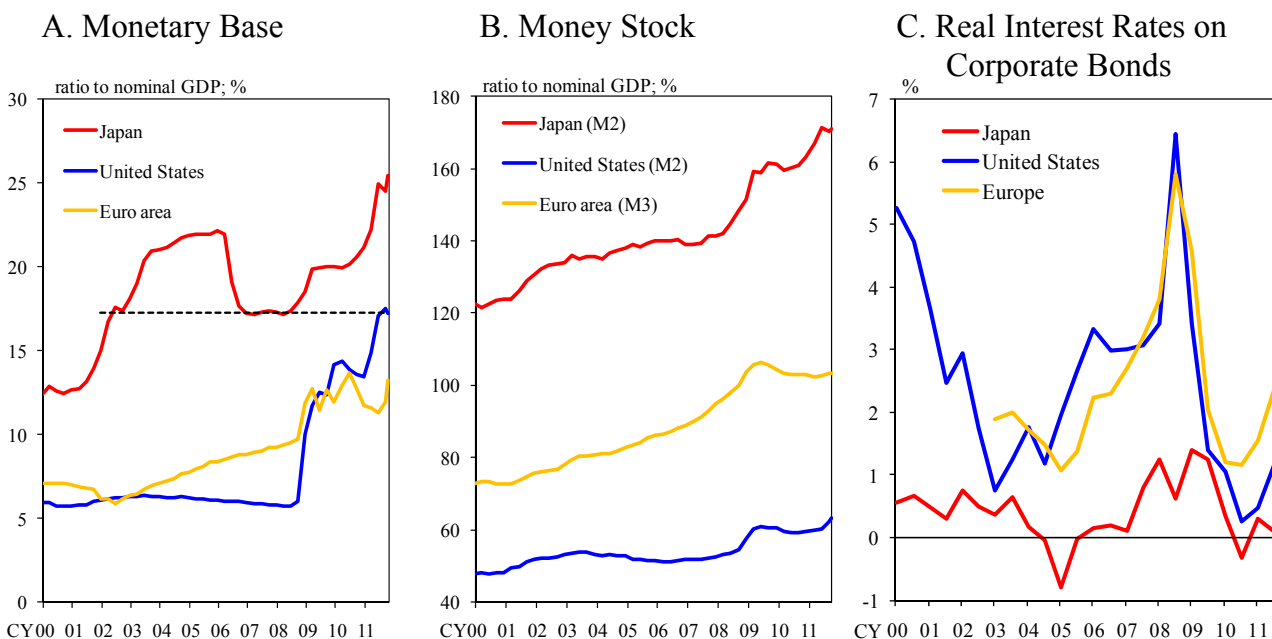 A. Monetary Base
ratio to nominal GDP; %
30
25
20
15
10
5
0
Japan
United States
Euro area
CY00 01 02 03 04 05 06 07 08 09 10 11
B. Money Stock
ratio to nominal GDP; %
180
160
140
120
100
80
60
40
Japan (M2)
United States (M2)
Euro area (M3)
CY00 01 02 03 04 05 06 07 08 09 10 11
C. Real Interest Rates on
Corporate Bonds
%
7
6
5
4
3
2
1
0
-1
Japan
United States
Europe
CY 00 01 02 03 04 05 06 07 08 09 10 11